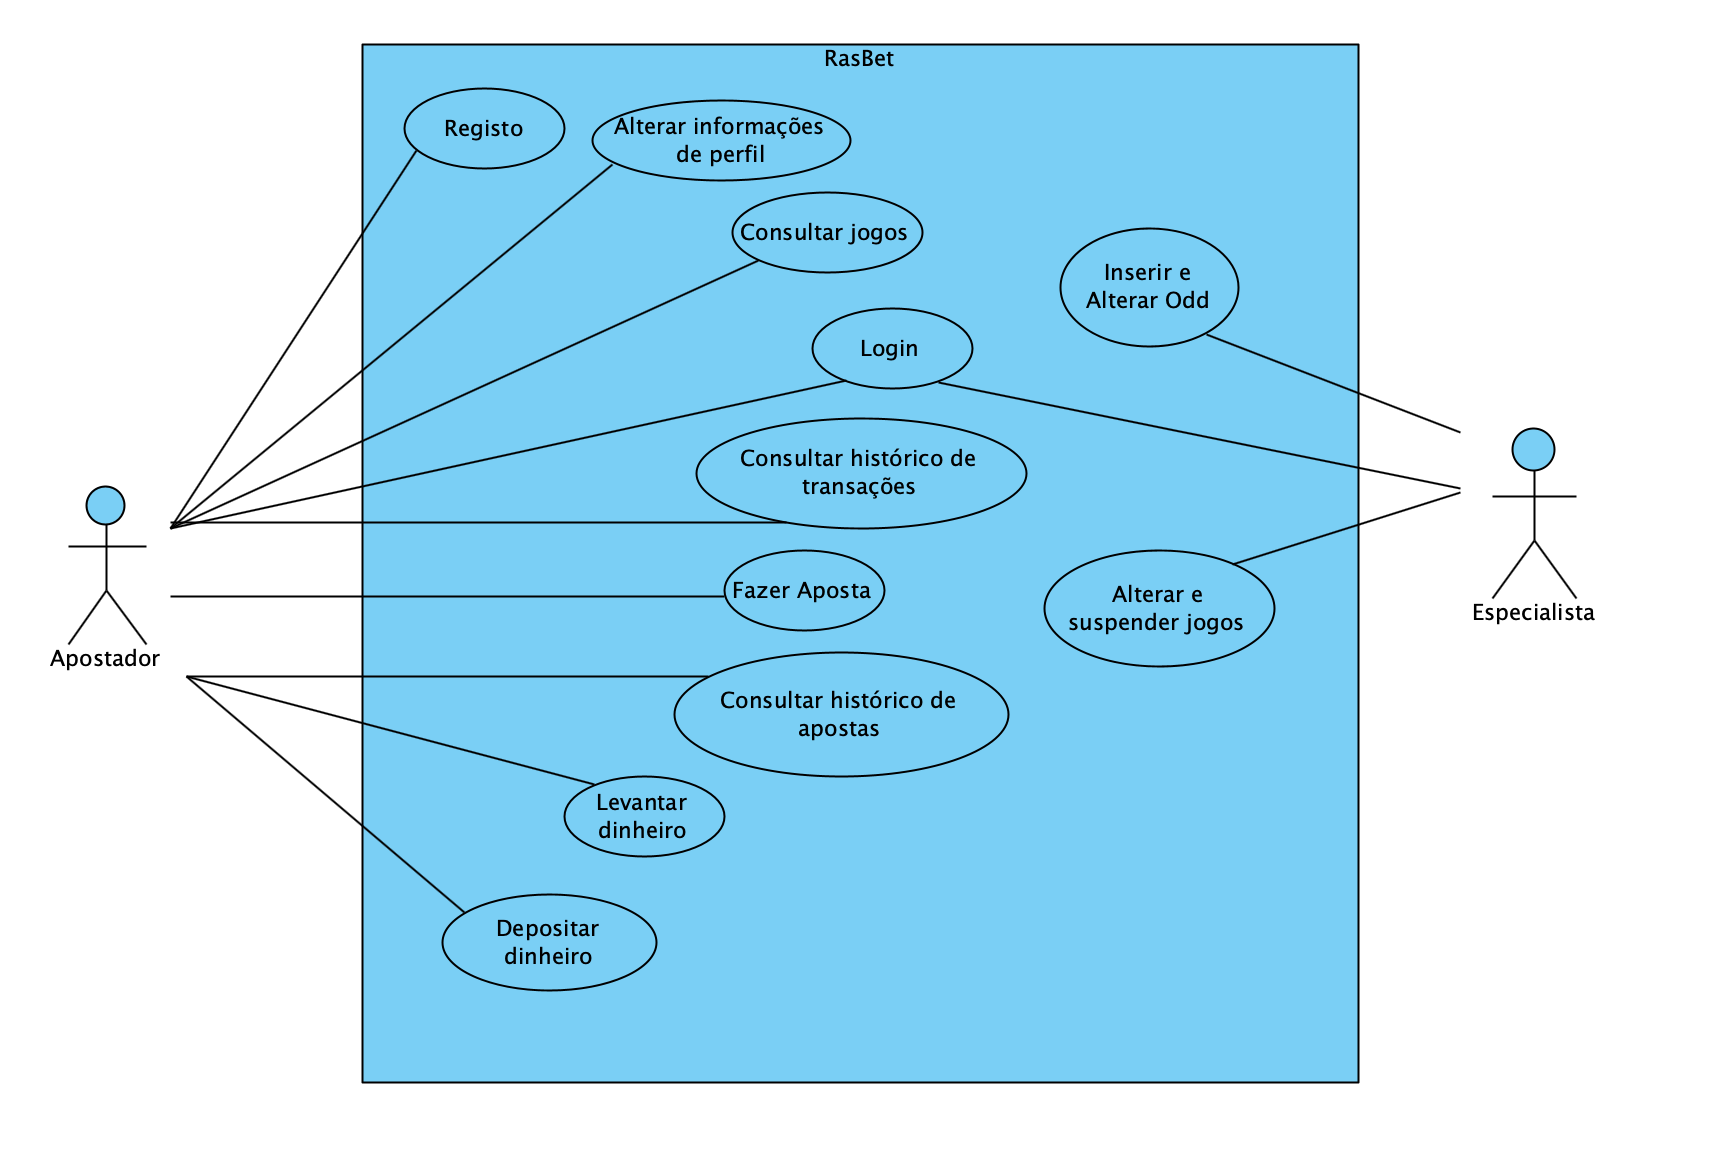 RasBet
Registo
Alterar informações
de perfil
Consultar jogos
Inserir e
Alterar Odd
Login
Consultar histórico de
transações
Fazer Aposta
Alterar e
suspender jogos
Especialista
Apostador
Consultar histórico de
apostas
Levantar
dinheiro
Depositar
dinheiro